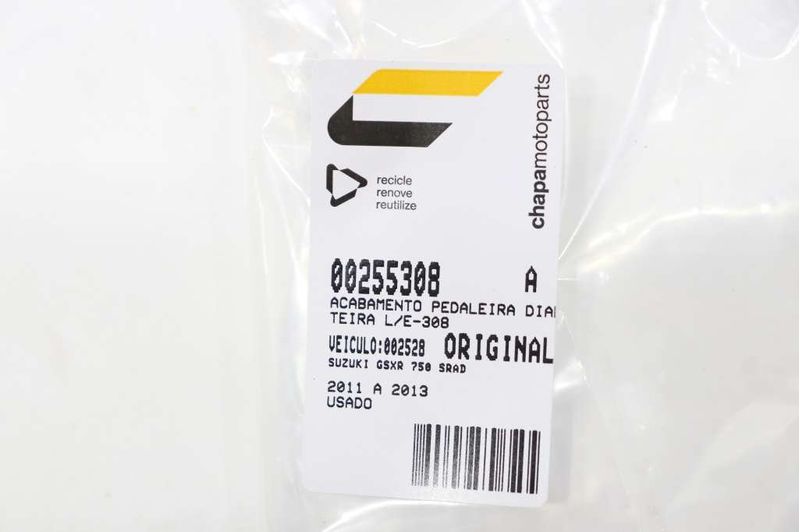 chapamotoparts
recicle
renove
reutilize
00255308 A
ACABAMENTO PEDALEIRA DIAN
TEIRA L/E-308
VEICULO:002528 ORIGINAL
SUZUKI GSXR 750 SRAD
2011 A 2013
USADO